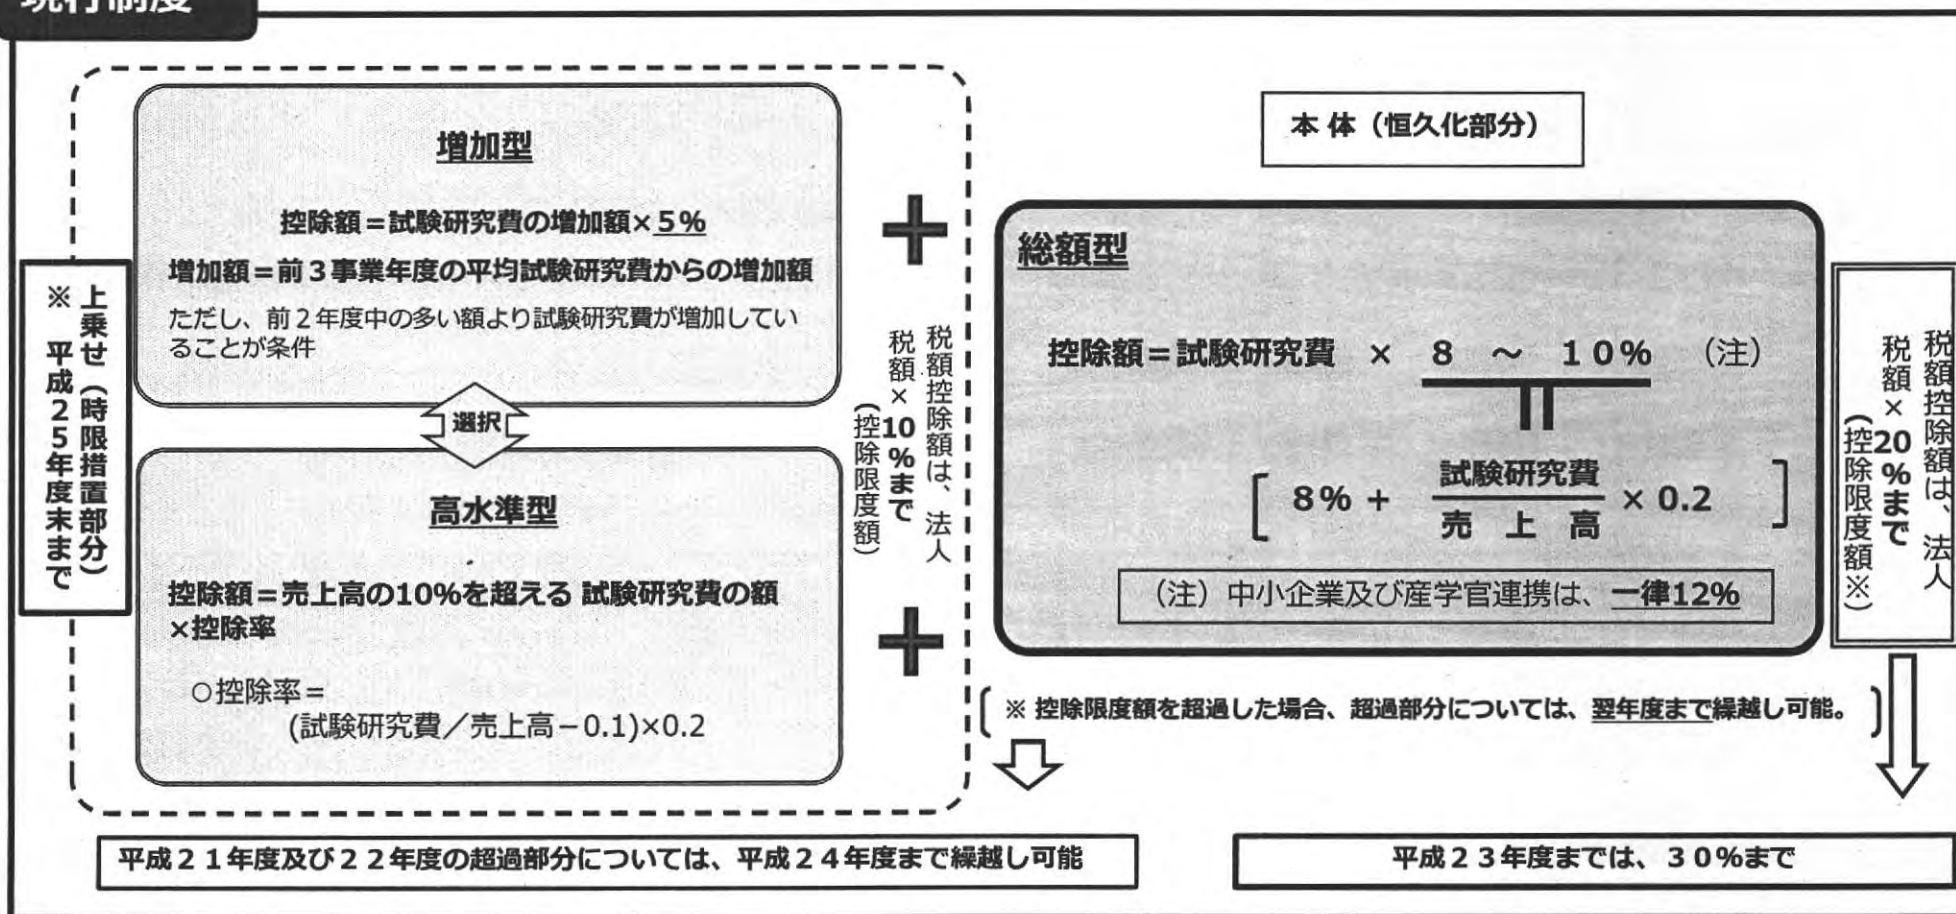 現行制度
上乗せ（時限措置部分）
※　平成２５年度末まで
増加型
控除額＝試験研究費の増加額×5％
増加額＝前３事業年度の平均試験研究費からの増加額
ただし、前２年度中の多い額より試験研究費が増加してい
ることが条件
選択
高水準型
控除額＝売上高の10%を超える 試験研究費の額
×控除率
○控除率＝
(試験研究費／売上高－0.1)×0.2
＋
＋
税額控除額は、法人
税額×10％まで
（控除限度額）
本 体（恒久化部分）
総額型
控除額＝試験研究費　×　８　～　１０%　（注）
［ 8% + 試験研究費
売　上　高 × 0.2 ］
（注）中小企業及び産学官連携は、一律12%
税額控除額は、法人
税額×20％まで
（控除限度額※）
※ 控除限度額を超過した場合、超過部分については、翌年度まで繰越し可能。
平成２１年度及び２２年度の超過部分については、平成２４年度まで繰越し可能
平成２３年度までは、３０％まで